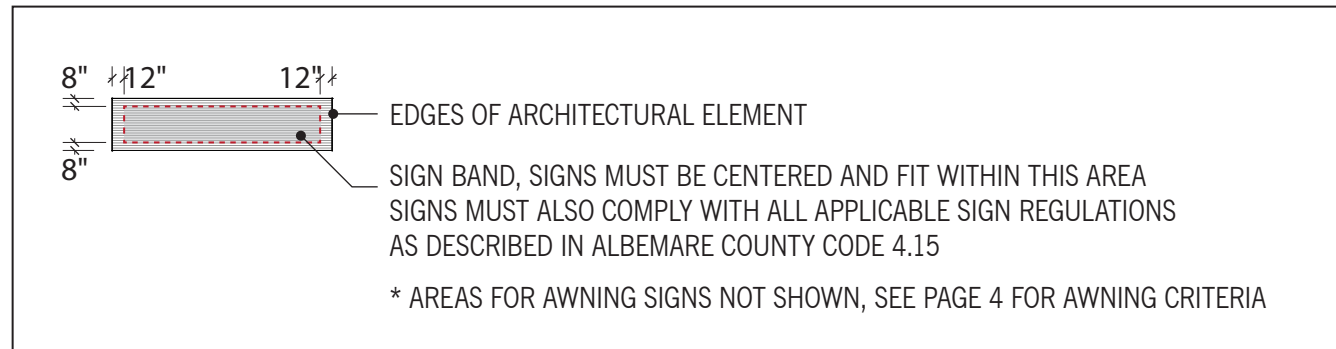 8" 12" 12"
8"
EDGES OF ARCHITECTURAL ELEMENT
SIGN BAND, SIGNS MUST BE CENTERED AND FIT WITHIN THIS AREA
SIGNS MUST ALSO COMPLY WITH ALL APPLICABLE SIGN REGULATIONS
AS DESCRIBED IN ALBEMARE COUNTY CODE 4.15
* AREAS FOR AWNING SIGNS NOT SHOWN, SEE PAGE 4 FOR AWNING CRITERIA